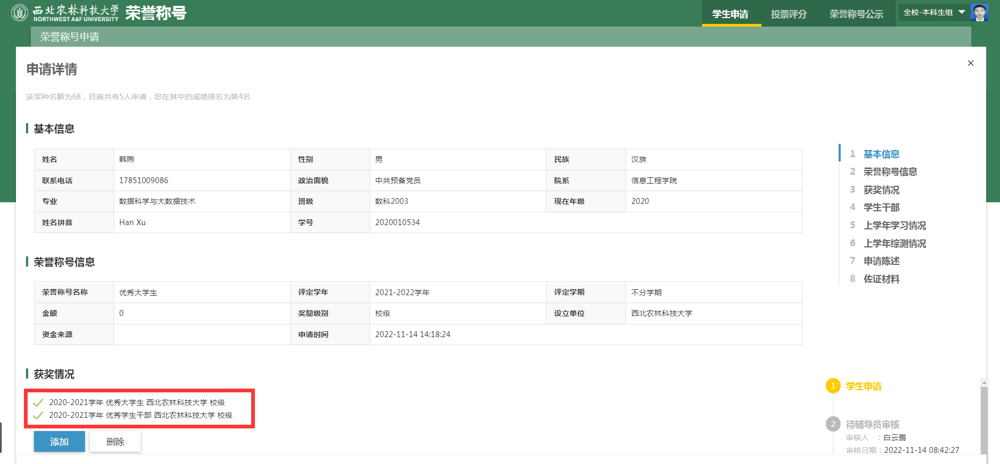 西北农林科技大学
NORTHWEST A&F UNIVERSITY
荣誉称号
学生申请
投票评分
荣誉称号公示
全校-本科生组
荣誉称号申请
申请详情
×
该奖种名额为68，目前共有5人申请，您在其中的成绩排名为第4名
基本信息
姓名 韩煦 性别 男 民族 汉族
联系电话 17851009086 政治面貌 中共预备党员 院系 信息工程学院
专业 数据科学与大数据技术 班级 数科2003 现在年级 2020
姓名拼音 Han Xu 学号 2020010534
荣誉称号信息
荣誉称号名称 优秀大学生 评定学年 2021-2022学年 评定学期 不分学期
金额 0 奖励级别 校级 设立单位 西北农林科技大学
资金来源 申请时间 2022-11-14 14:18:24
获奖情况
2020-2021学年 优秀大学生 西北农林科技大学 校级
2020-2021学年 优秀学生干部 西北农林科技大学 校级
添加 删除
1 基本信息
2 荣誉称号信息
3 获奖情况
4 学生干部
5 上学年学习情况
6 上学年综测情况
7 申请陈述
8 佐证材料
1 学生申请
2 待辅导员审核
审核人 ：白云鹏
审核日期：2022-11-14 08:42:27